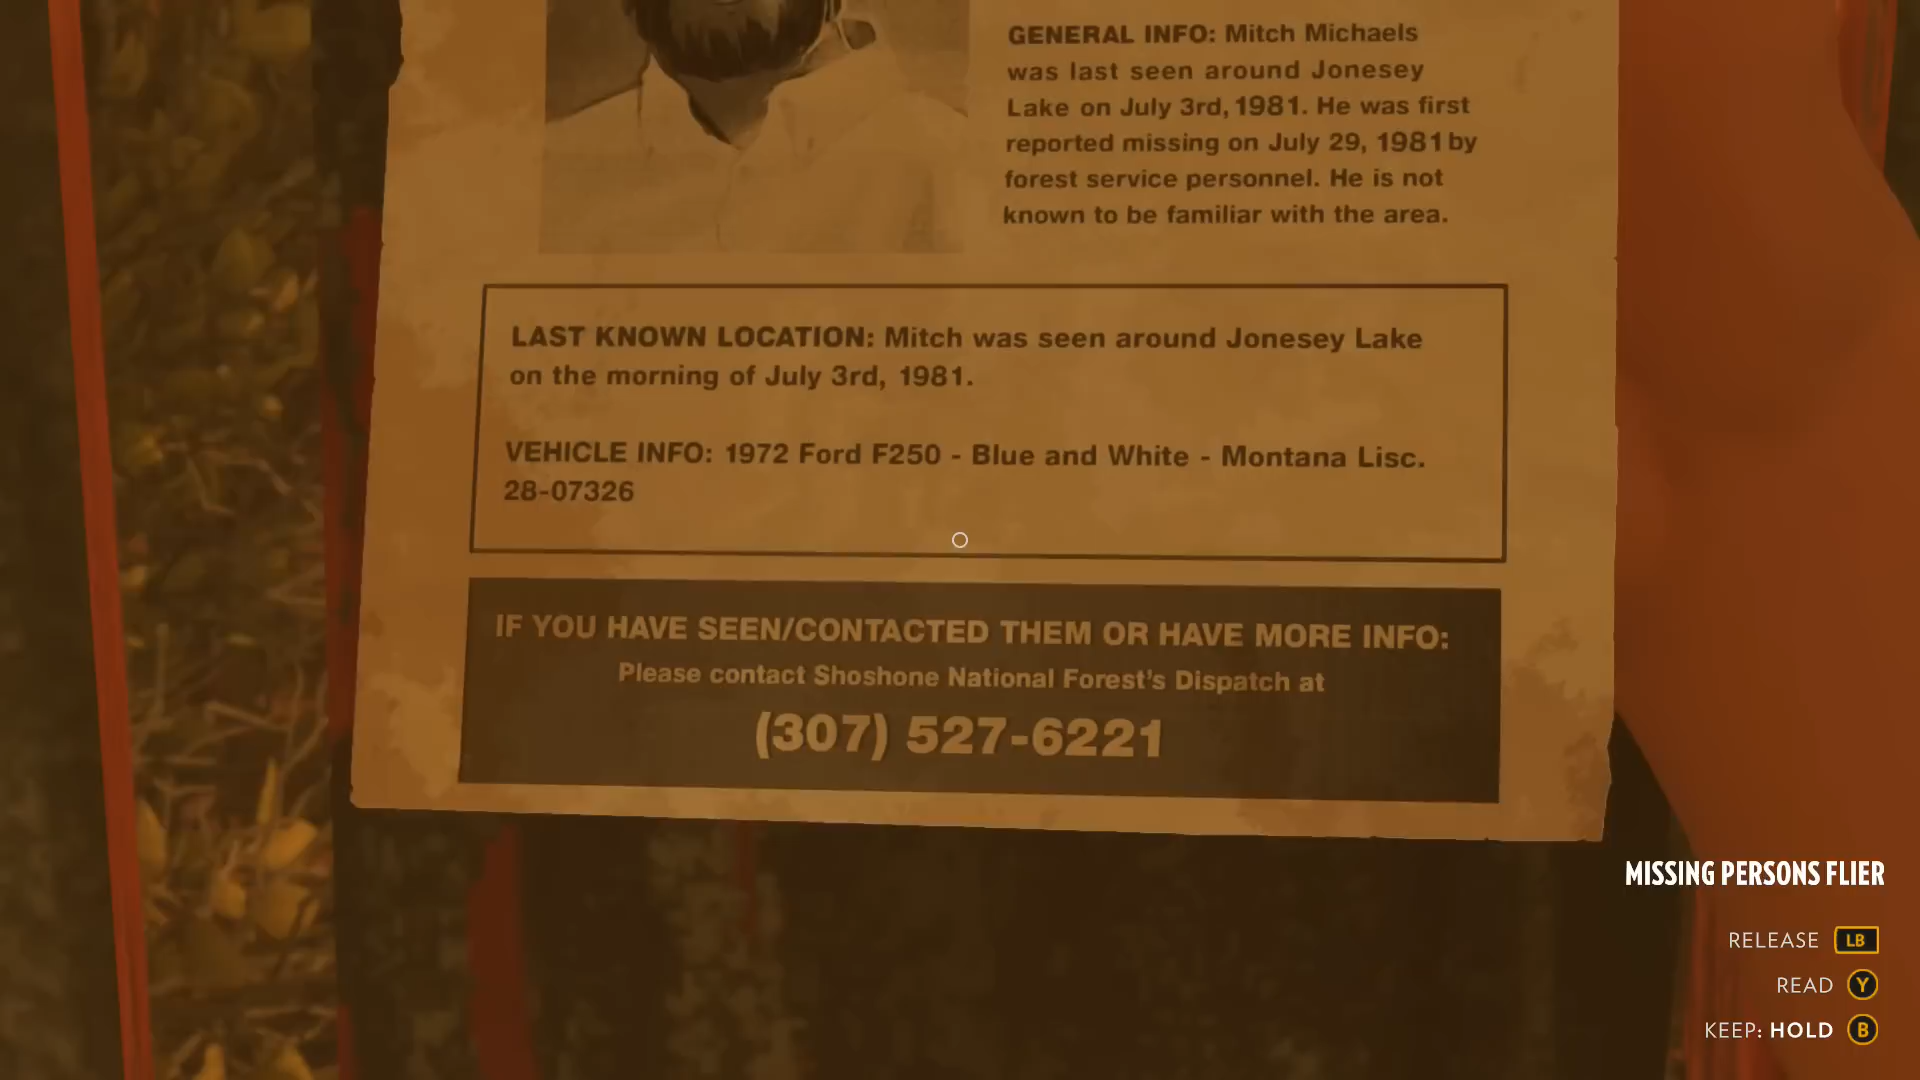 GENERAL INFO: Mitch Michaels
was last seen around Jonesey
Lake on July 3rd, 1981. He was first
reported missing on July 29, 1981 by
forest service personnel. He is not
known to be familiar with the area.
LAST KNOWN LOCATION: Mitch was seen around Jonesey Lake
on the morning of July 3rd, 1981.
VEHICLE INFO: 1972 Ford F250 - Blue and White - Montana Lisc.
28-07326
IF YOU HAVE SEEN/CONTACTED THEM OR HAVE MORE INFO:
Please contact Shoshone National Forest's Dispatch at
(307) 527-6221
MISSING PERSONS FLIER
RELEASE LB
READ Y
KEEP: HOLD B